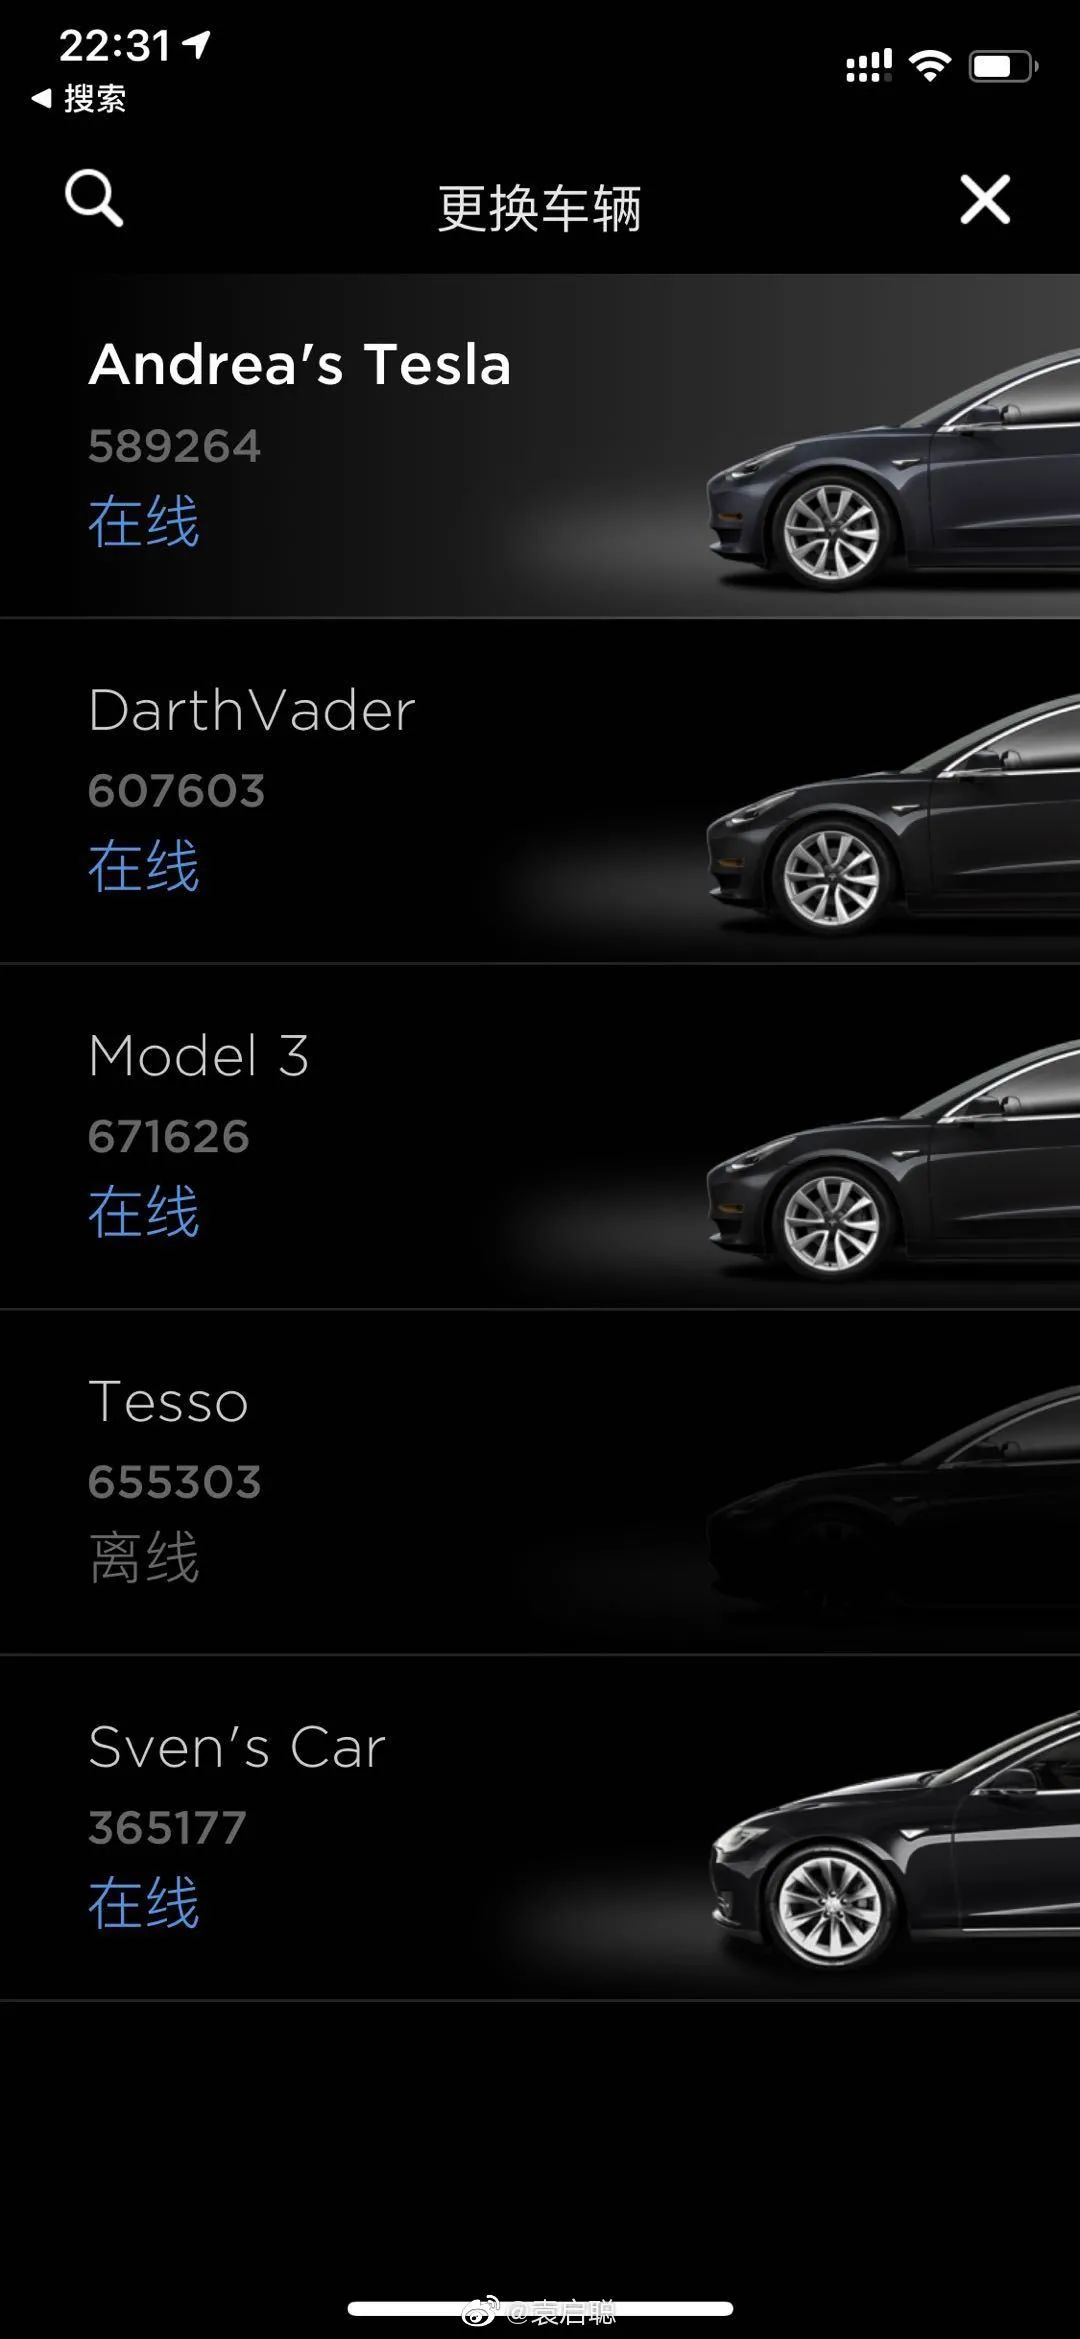 22:31
搜索
更换车辆
Andrea's Tesla
589264
在线
DarthVader
607603
在线
Model 3
671626
在线
Tesso
655303
离线
Sven's Car
365177
在线
@袁启聪